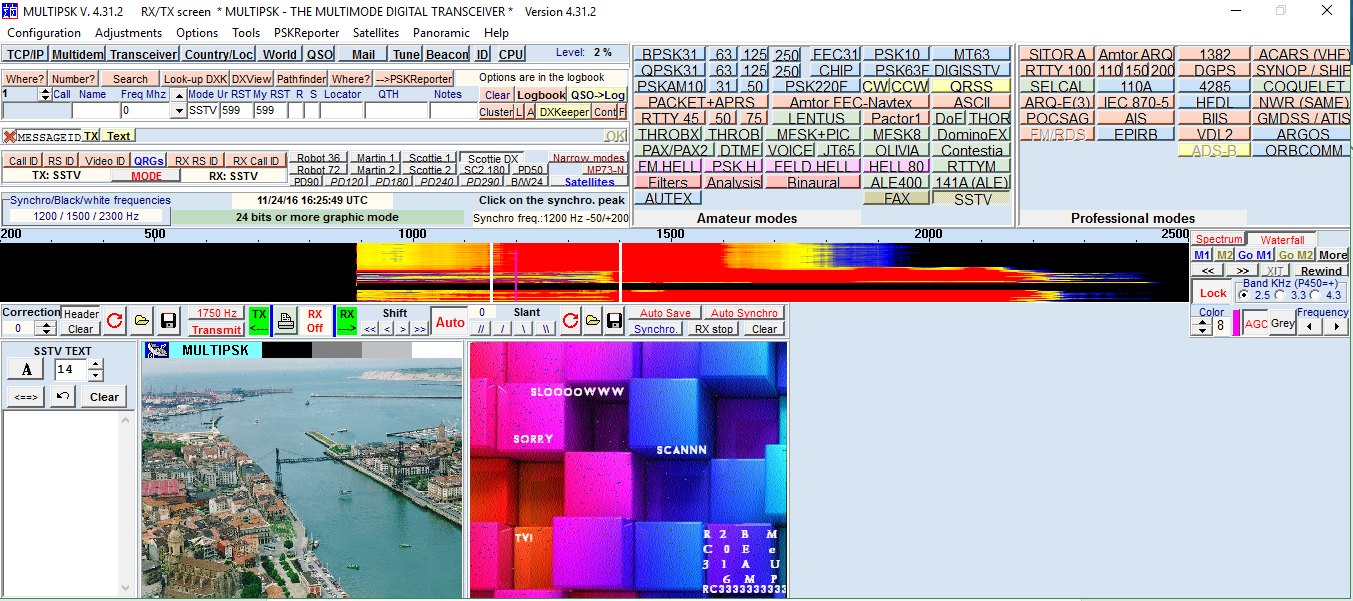 MULTIPSK V. 4.31.2 RX/TX screen * MULTIPSK - THE MULTIMODE DIGITAL TRANSCEIVER * Version 4.31.2
Configuration Adjustments Options Tools PSKReporter Satellites Panoramic Help
TCP/IP Multidem Transceiver Country/Loc World QSO Mail Tune Beacon ID CPU Level: 2 %
Where? Number? Search Look-up DXK DXView Pathfinder Where? -->PSKReporter Options are in the logbook
1 Call Name Freq Mhz Mode Ur RST My RST R S Locator QTH Notes Clear Logbook QSO->Log
0 SSTV 599 599 Cluster L A DXKeeper Cont F
MESSAGEID TX Text OK
Call ID RS ID Video ID QRGs RX RS ID RX Call ID
TX: SSTV MODE RX: SSTV
Robot 36 Martin 1 Scottie 1 Scottie DX Narrow modes
Robot 72 Martin 2 Scottie 2 SC2 180 PD50 MP73-N
PD90 PD120 PD180 PD240 PD290 B/W24 Satellites
Synchro/Black/white frequencies 11/24/16 16:25:49 UTC Click on the synchro. peak
1200 / 1500 / 2300 Hz 24 bits or more graphic mode Synchro freq.:1200 Hz -50/+200
BPSK31 63 125 250 FEC31 PSK10 MT63
QPSK31 63 125 250 CHIP PSK63F DIGISSTV
PSKAM10 31 50 PSK220F CW CCW QRSS
PACKET+APRS Amtor FEC-Navtex ASCII
RTTY 45 50 75 LENTUS Pactor1 DoF THOR
THROBX THROB MFSK+PIC MFSK8 DominoEX
PAX/PAX2 DTMF VOICE JT65 OLIVIA Contestia
FM HELL PSK H FELD HELL HELL 80 RTTYM
Filters Analysis Binaural ALE400 141A (ALE)
AUTEX FAX SSTV
Amateur modes
SITOR A Amtor ARQ 1382 ACARS (VHF)
RTTY 100 110 150 200 DGPS SYNOP / SHIP
SELCAL 110A 4285 COQUELET
ARQ-E(3) IEC 870-5 HFDL NWR (SAME)
POCSAG AIS BIIS GMDSS / ATIS
FM/RDS EPIRB VDL2 ARGOS
ADS-B ORBCOMM
Professional modes
200 500 1000 1500 2000 2500
Spectrum Waterfall
M1 M2 Go M1 Go M2 More
<< >> XIT Rewind
Lock Band KHz (P450=+)
2.5 3.3 4.3
Color Frequency
8 AGC Grey
Correction Header 1750 Hz TX RX RX Shift Auto 0 Slant Auto Save Auto Synchro
0 Clear Transmit <--- Off ---> << < > >> // / \ \\ Synchro. RX stop Clear
SSTV TEXT
A 14
<==> Clear
MULTIPSK
SLOOOOWWW
SORRY
SCANNN
TVI
R 2 B M
C 0 E e
3 1 A U
6 M P
RC3333333333